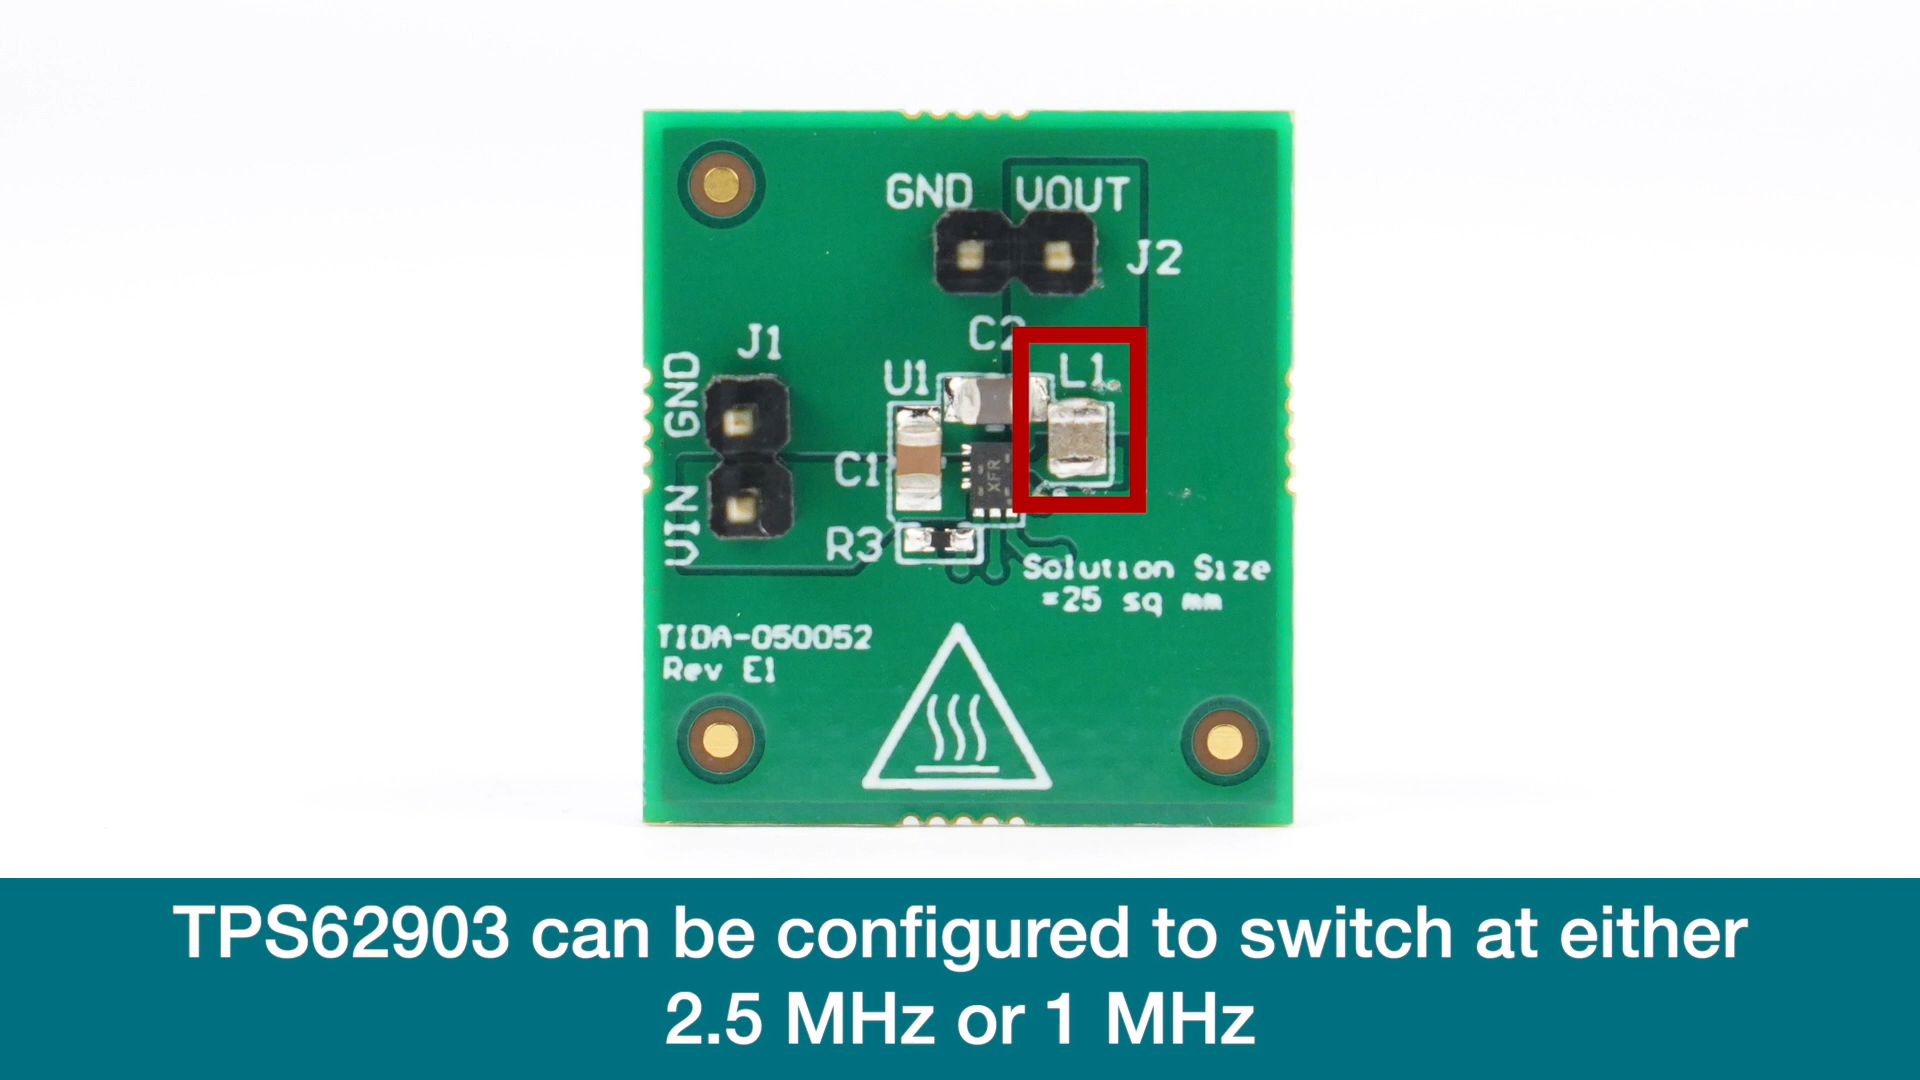 GND VOUT
J2
C2
J1
L1
U1
GND
C1
XFR
VIN
R3
Solution Size
=25 sq mm
TIDA-050052
Rev E1
TPS62903 can be configured to switch at either
2.5 MHz or 1 MHz